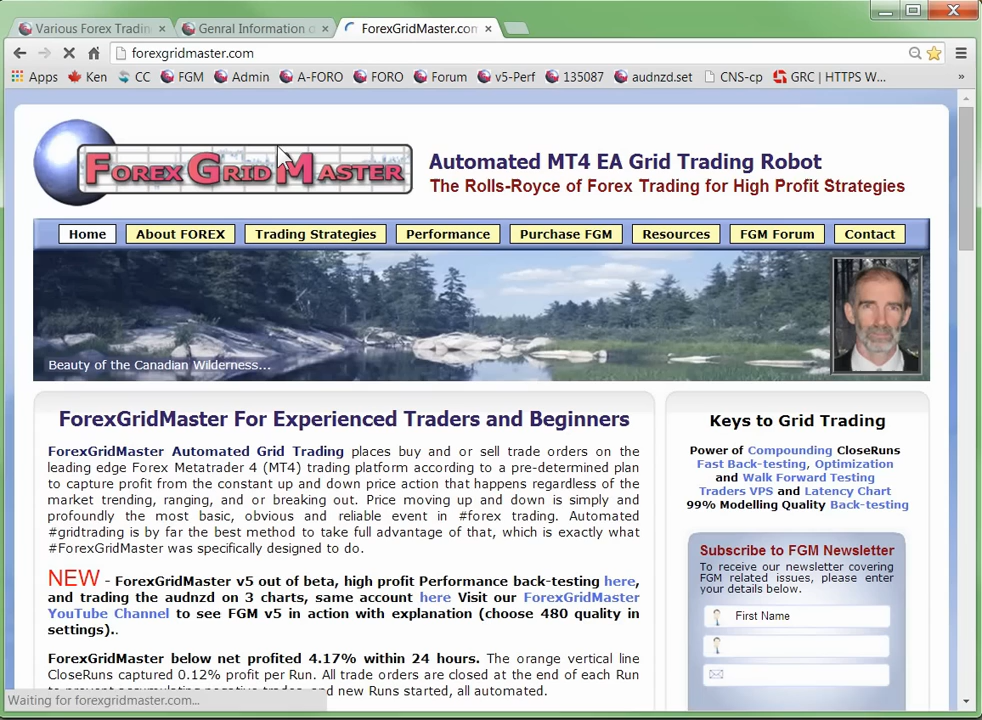 Various Forex Tradin
Genral Information o
ForexGridMaster.com
forexgridmaster.com
Apps Ken CC FGM Admin A-FORO FORO Forum v5-Perf 135087 audnzd.set CNS-cp GRC | HTTPS W... »
FOREXGRIDMASTER
Automated MT4 EA Grid Trading Robot
The Rolls-Royce of Forex Trading for High Profit Strategies
Home About FOREX Trading Strategies Performance Purchase FGM Resources FGM Forum Contact
Beauty of the Canadian Wilderness...
ForexGridMaster For Experienced Traders and Beginners
ForexGridMaster Automated Grid Trading places buy and or sell trade orders on the
leading edge Forex Metatrader 4 (MT4) trading platform according to a pre-determined plan
to capture profit from the constant up and down price action that happens regardless of the
market trending, ranging, and or breaking out. Price moving up and down is simply and
profoundly the most basic, obvious and reliable event in #forex trading. Automated
#gridtrading is by far the best method to take full advantage of that, which is exactly what
#ForexGridMaster was specifically designed to do.
NEW - ForexGridMaster v5 out of beta, high profit Performance back-testing here,
and trading the audnzd on 3 charts, same account here Visit our ForexGridMaster
YouTube Channel to see FGM v5 in action with explanation (choose 480 quality in
settings)..
ForexGridMaster below net profited 4.17% within 24 hours. The orange vertical line
CloseRuns captured 0.12% profit per Run. All trade orders are closed at the end of each Run
to prevent accumulating negative trades, and new Runs started, all automated.
Keys to Grid Trading
Power of Compounding CloseRuns
Fast Back-testing, Optimization
and Walk Forward Testing
Traders VPS and Latency Chart
99% Modelling Quality Back-testing
Subscribe to FGM Newsletter
To receive our newsletter covering
FGM related issues, please enter
your details below.
First Name
Waiting for forexgridmaster.com...